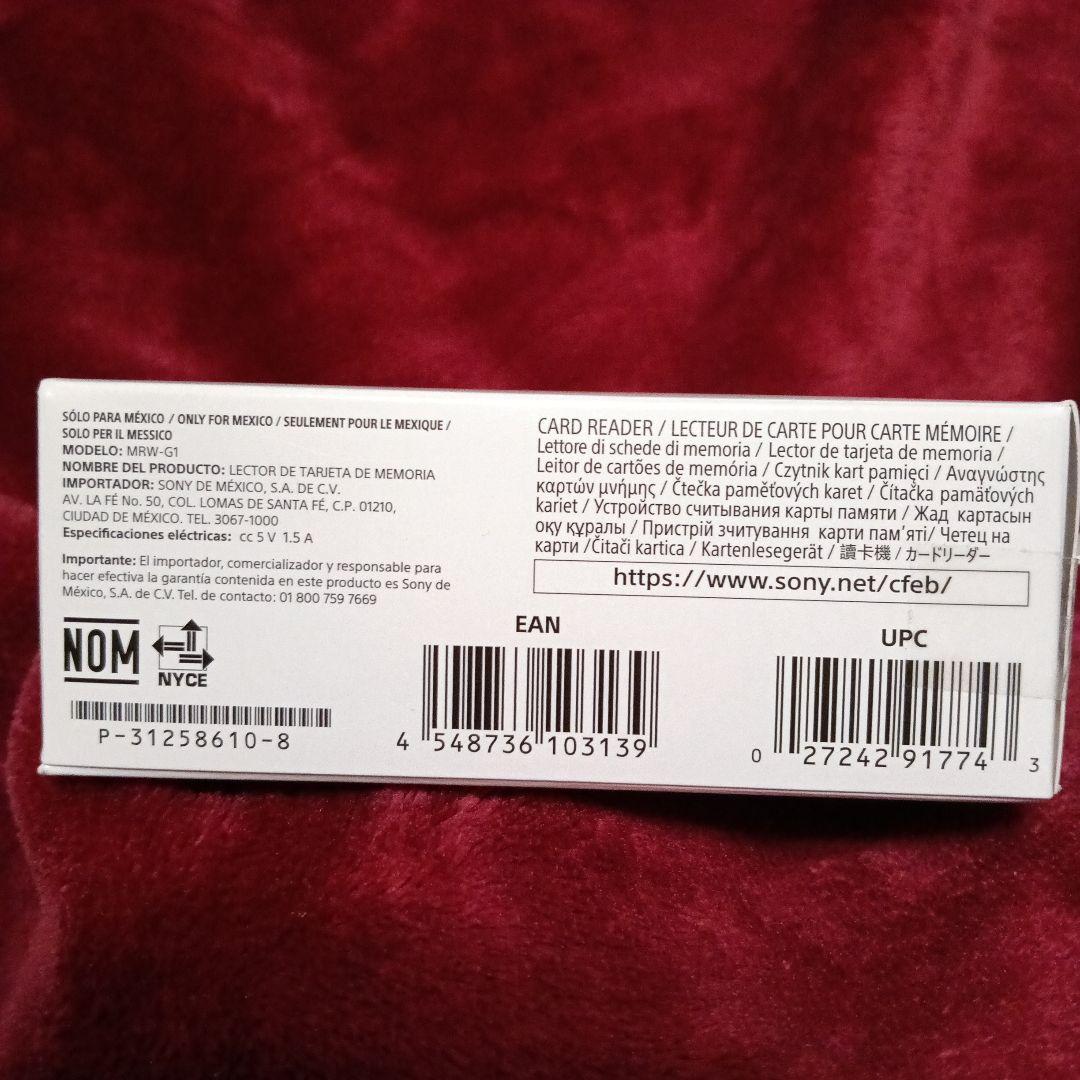 SÓLO PARA MÉXICO / ONLY FOR MEXICO / SEULEMENT POUR LE MEXIQUE /
SOLO PER IL MESSICO
MODELO: MRW-G1
NOMBRE DEL PRODUCTO: LECTOR DE TARJETA DE MEMORIA
IMPORTADOR: SONY DE MÉXICO, S.A. DE C.V.
AV. LA FÉ No. 50, COL. LOMAS DE SANTA FÉ, C.P. 01210,
CIUDAD DE MÉXICO. TEL. 3067-1000
Especificaciones eléctricas: cc 5 V 1.5 A
Importante: El importador, comercializador y responsable para
hacer efectiva la garantía contenida en este producto es Sony de
México, S.A. de C.V. Tel. de contacto: 01 800 759 7669
NOM
NYCE
P-31258610-8
CARD READER / LECTEUR DE CARTE POUR CARTE MÉMOIRE /
Lettore di schede di memoria / Lector de tarjeta de memoria /
Leitor de cartões de memória / Czytnik kart pamięci / Αναγνώστης
καρτών μνήμης / Čtečka paměťových karet / Čítačka pamäťových
kariet / Устройство считывания карты памяти / Жад картасын
оқу құралы / Пристрій зчитування карти пам'яті/ Четец на
карти /Čitači kartica / Kartenlesegerät / 讀卡機 / カードリーダー
https://www.sony.net/cfeb/
EAN
4 548736 103139
UPC
0 27242 91774 3